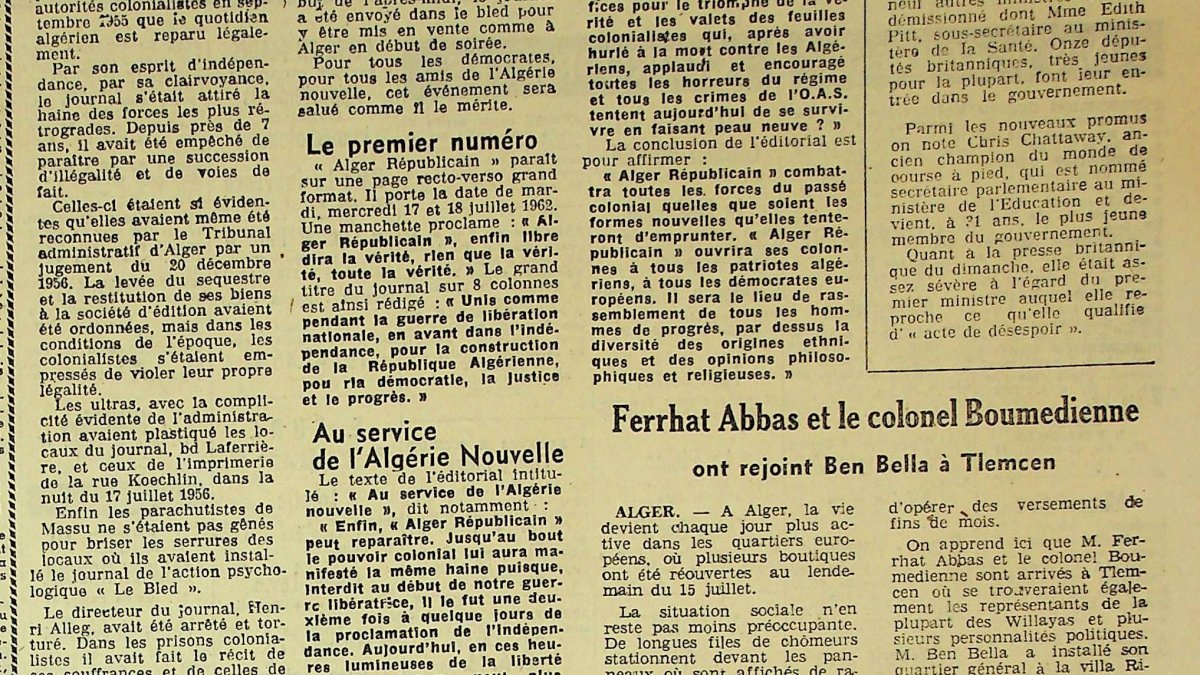 autorités colonialistes en sep-
tembre 1955 que le quotidien
algérien est reparu légale-
ment.
Par son esprit d'indépen-
dance, par sa clairvoyance,
le journal s'était attiré la
haine des forces les plus ré-
trogrades. Depuis près de 7
ans, il avait été empêché de
paraître par une succession
d'illégalité et de voies de
fait.
Celles-ci étaient si éviden-
tes qu'elles avaient même été
reconnues par le Tribunal
administratif d'Alger par un
jugement du 20 décembre
1956. La levée du sequestre
et la restitution de ses biens
à la société d'édition avaient
été ordonnées, mais dans les
conditions de l'époque, les
colonialistes s'étaient em-
pressés de violer leur propre
légalité.
Les ultras, avec la compli-
cité évidente de l'administra-
tion avaient plastiqué les lo-
caux du journal, bd Laferriè-
re, et ceux de l'imprimerie
de la rue Koechlin, dans la
nuit du 17 juillet 1956.
Enfin les parachutistes de
Massu ne s'étaient pas gênés
pour briser les serrures des
locaux où ils avaient instal-
lé le journal de l'action psycho-
logique « Le Bled ».
Le directeur du journal, Hen-
ri Alleg, avait été arrêté et tor-
turé. Dans les prisons colonia-
listes il avait fait le récit de
ses souffrances et de celles de
a été envoyé dans le bled pour
y être mis en vente comme à
Alger en début de soirée.
Pour tous les démocrates,
pour tous les amis de l'Algérie
nouvelle, cet événement sera
salué comme il le mérite.
Le premier numéro
« Alger Républicain » paraît
sur une page recto-verso grand
format. Il porte la date de mar-
di, mercredi 17 et 18 juillet 1962.
Une manchette proclame : « Al-
ger Républicain », enfin libre
dira la vérité, rien que la véri-
té, toute la vérité. » Le grand
titre du journal sur 8 colonnes
est ainsi rédigé : « Unis comme
pendant la guerre de libération
nationale, en avant dans l'indé-
pendance, pour la construction
de la République Algérienne,
pou rla démocratie, la justice
et le progrès. »
Au service
de l'Algérie Nouvelle
Le texte de l'éditorial intitu-
lé : « Au service de l'Algérie
nouvelle », dit notamment :
« Enfin, « Alger Républicain »
peut reparaître. Jusqu'au bout
le pouvoir colonial lui aura ma-
nifesté la même haine puisque,
interdit au début de notre guer-
re libératrice, il le fut une deu-
xième fois à quelque jours de
la proclamation de l'Indépen-
dance. Aujourd'hui, en ces heu-
res lumineuses de la liberté
fices pour le triomphe de la vé-
rité et les valets des feuilles
colonialistes qui, après avoir
hurlé à la mort contre les Algé-
riens, applaudi et encouragé
toutes les horreurs du régime
et tous les crimes de l'O.A.S.
tentent aujourd'hui de se survi-
vre en faisant peau neuve ? »
La conclusion de l'éditorial est
pour affirmer :
« Alger Républicain » combat-
tra toutes les forces du passé
colonial quelles que soient les
formes nouvelles qu'elles tente-
ront d'emprunter. « Alger Ré-
publicain » ouvrira ses colon-
nes à tous les patriotes algé-
riens, à tous les démocrates eu-
ropéens. Il sera le lieu de ras-
semblement de tous les hom-
mes de progrès, par dessus la
diversité des origines ethni-
ques et des opinions philoso-
phiques et religieuses. »
démissionné dont Mme Edith
Pitt, sous-secrétaire au minis-
tère de la Santé. Onze dépu-
tés britanniques, très jeunes
pour la plupart, font leur en-
trée dans le gouvernement.
Parmi les nouveaux promus
on note Chris Chattaway, an-
cien champion du monde de
course à pied, qui est nommé
secrétaire parlementaire au mi-
nistère de l'Education et de-
vient, à 31 ans, le plus jeune
membre du gouvernement.
Quant à la presse britanni-
que du dimanche, elle était as-
sez sévère à l'égard du pre-
mier ministre auquel elle re-
proche ce qu'elle qualifie
d'« acte de désespoir ».
Ferrhat Abbas et le colonel Boumedienne
ont rejoint Ben Bella à Tlemcen
ALGER. — A Alger, la vie
devient chaque jour plus ac-
tive dans les quartiers euro-
péens, où plusieurs boutiques
ont été réouvertes au lende-
main du 15 juillet.
La situation sociale n'en
reste pas moins préoccupante.
De longues files de chômeurs
stationnent devant les pan-
neaux où sont affichés de ra-
d'opérer des versements de
fins de mois.
On apprend ici que M. Fer-
rhat Abbas et le colonel Bou-
medienne sont arrivés à Tlem-
cen où se trouveraient égale-
ment les représentants de la
plupart des Willayas et plu-
sieurs personnalités politiques.
M. Ben Bella a installé son
quartier général à la villa Ri-